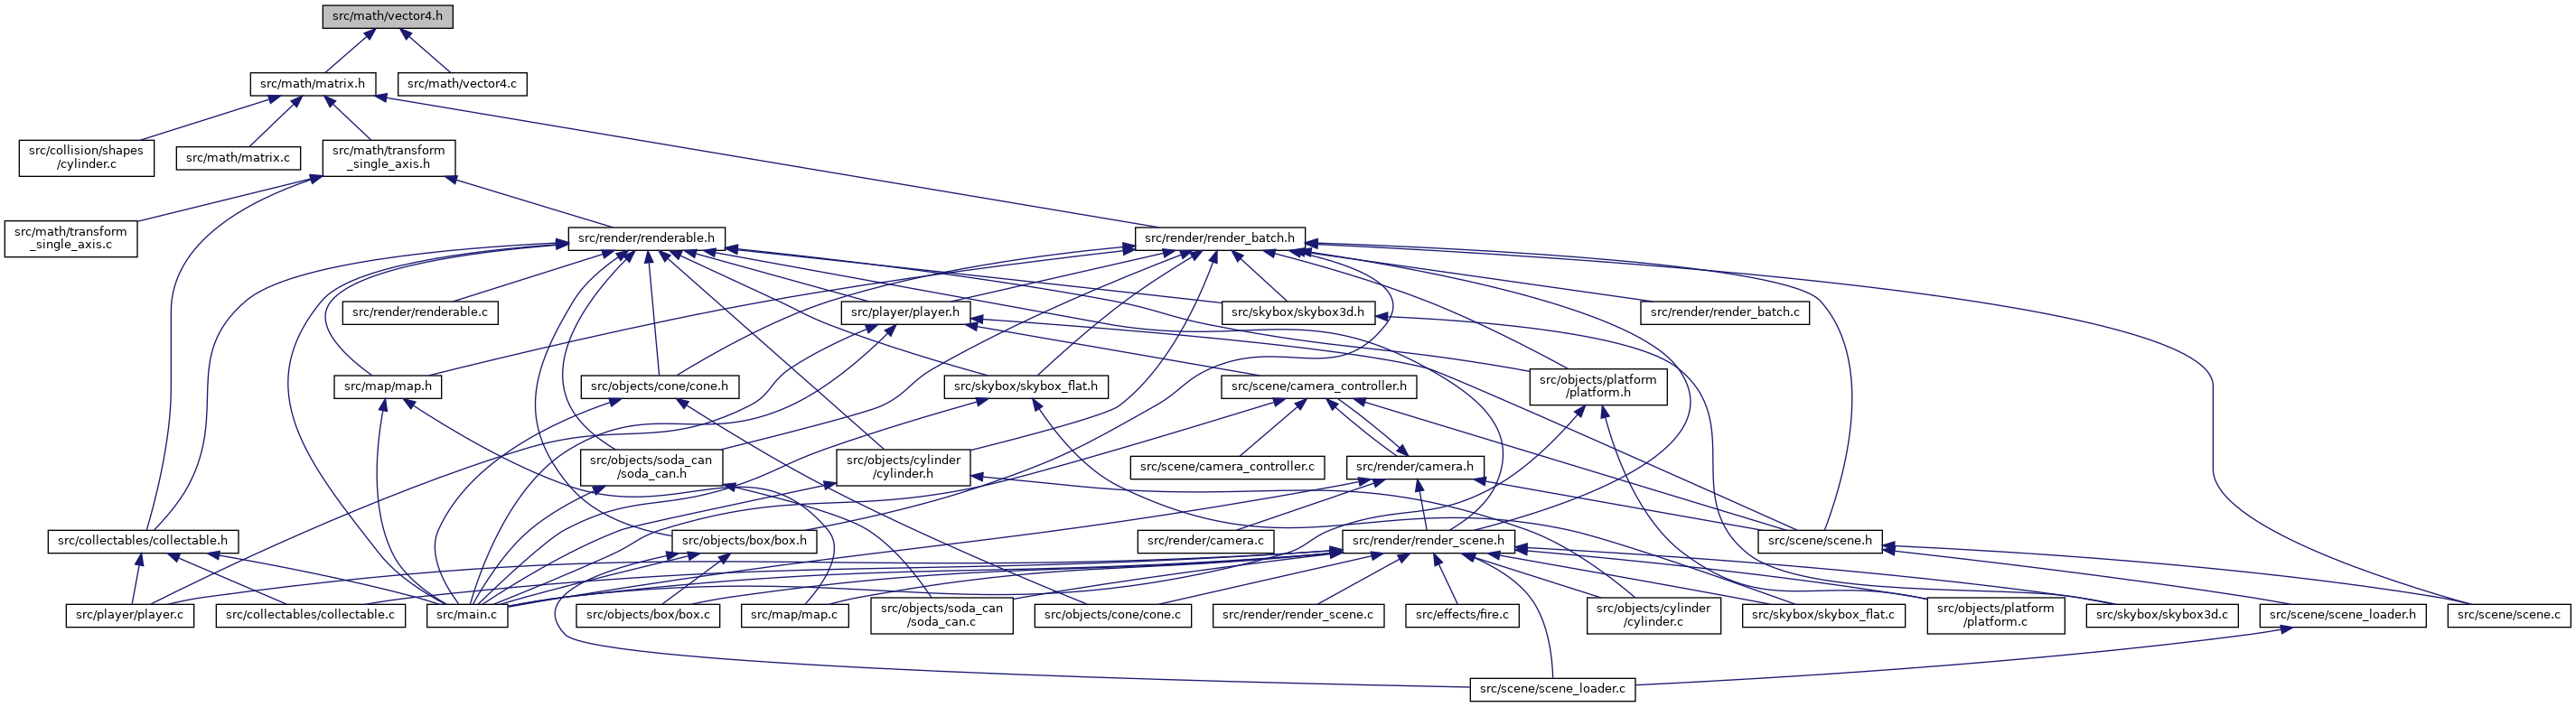 src/math/vector4.h
src/math/matrix.h
src/math/vector4.c
src/collision/shapes
/cylinder.c
src/math/matrix.c
src/math/transform
_single_axis.h
src/math/transform
_single_axis.c
src/render/renderable.h
src/render/render_batch.h
src/render/renderable.c
src/player/player.h
src/skybox/skybox3d.h
src/render/render_batch.c
src/map/map.h
src/objects/cone/cone.h
src/skybox/skybox_flat.h
src/scene/camera_controller.h
src/objects/platform
/platform.h
src/objects/soda_can
/soda_can.h
src/objects/cylinder
/cylinder.h
src/scene/camera_controller.c
src/render/camera.h
src/collectables/collectable.h
src/objects/box/box.h
src/render/camera.c
src/render/render_scene.h
src/scene/scene.h
src/player/player.c
src/collectables/collectable.c
src/main.c
src/objects/box/box.c
src/map/map.c
src/objects/soda_can
/soda_can.c
src/objects/cone/cone.c
src/render/render_scene.c
src/effects/fire.c
src/objects/cylinder
/cylinder.c
src/skybox/skybox_flat.c
src/objects/platform
/platform.c
src/skybox/skybox3d.c
src/scene/scene_loader.h
src/scene/scene.c
src/scene/scene_loader.c